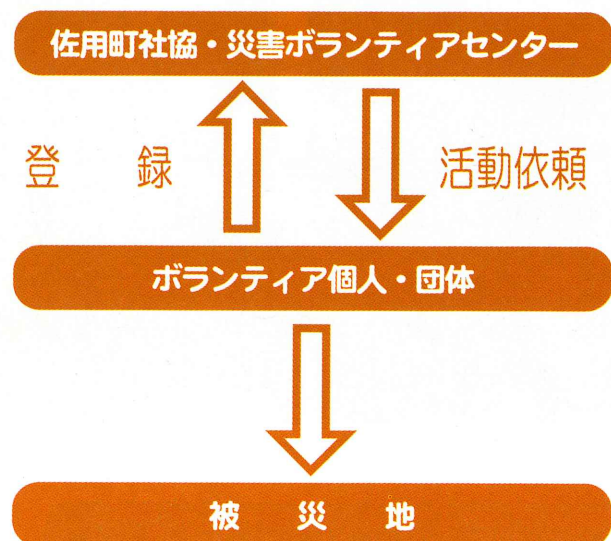 佐用町社協・災害ボランティアセンター
登　録
活動依頼
ボランティア個人・団体
被　災　地